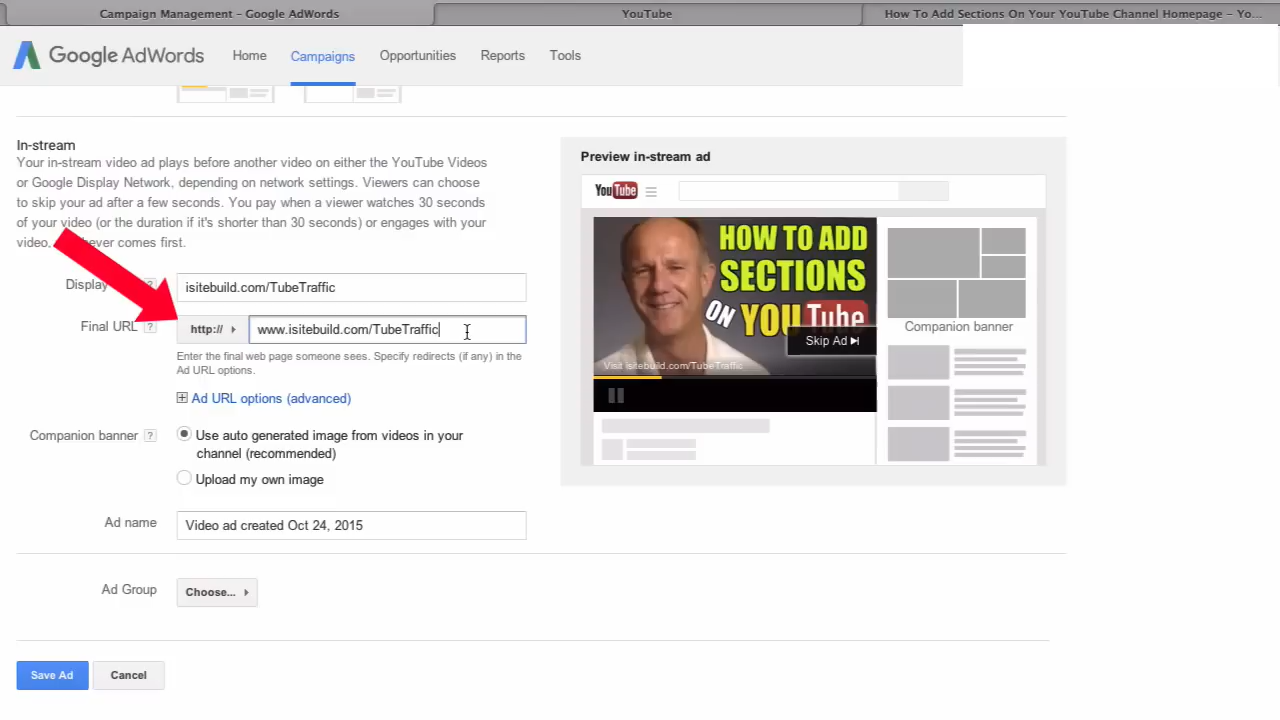 Campaign Management – Google AdWords
YouTube
How To Add Sections On Your YouTube Channel Homepage – Yo...
Google AdWords
Home
Campaigns
Opportunities
Reports
Tools
In-stream
Your in-stream video ad plays before another video on either the YouTube Videos
or Google Display Network, depending on network settings. Viewers can choose
to skip your ad after a few seconds. You pay when a viewer watches 30 seconds
of your video (or the duration if it's shorter than 30 seconds) or engages with your
video, hever comes first.
Display ?
isitebuild.com/TubeTraffic
Final URL ?
http://
www.isitebuild.com/TubeTraffic
Enter the final web page someone sees. Specify redirects (if any) in the
Ad URL options.
Ad URL options (advanced)
Companion banner ?
Use auto generated image from videos in your
channel (recommended)
Upload my own image
Ad name
Video ad created Oct 24, 2015
Ad Group
Choose...
Save Ad
Cancel
Preview in-stream ad
YouTube
HOW TO ADD
SECTIONS
ON YOUTube
Skip Ad
Visit isitebuild.com/TubeTraffic
Companion banner